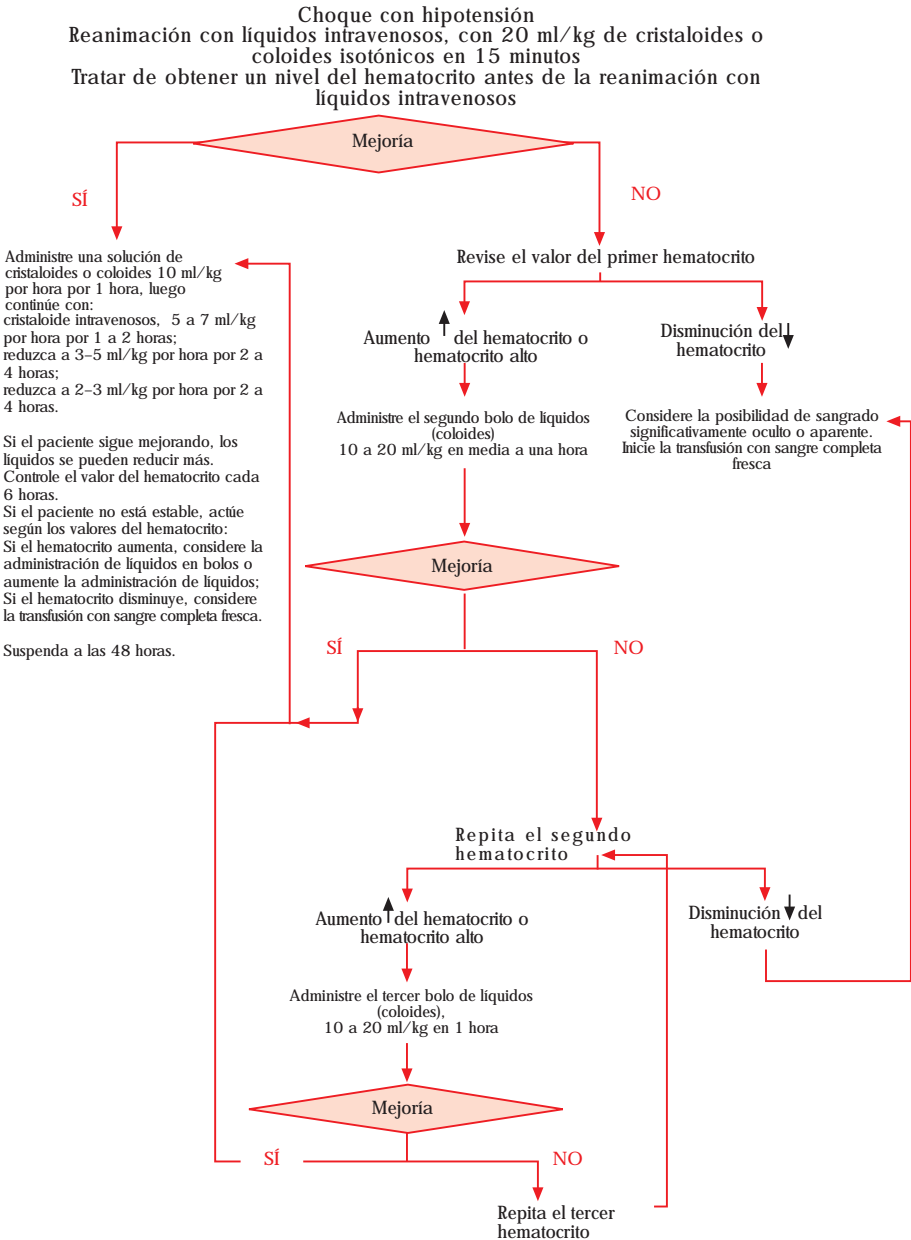 Choque con hipotensión
Reanimación con líquidos intravenosos, con 20 ml/kg de cristaloides o
coloides isotónicos en 15 minutos
Tratar de obtener un nivel del hematocrito antes de la reanimación con
líquidos intravenosos
Mejoría
SÍ
NO
Administre una solución de
cristaloides o coloides 10 ml/kg
por hora por 1 hora, luego
continúe con:
cristaloide intravenosos, 5 a 7 ml/kg
por hora por 1 a 2 horas;
reduzca a 3–5 ml/kg por hora por 2 a
4 horas;
reduzca a 2–3 ml/kg por hora por 2 a
4 horas.
Si el paciente sigue mejorando, los
líquidos se pueden reducir más.
Controle el valor del hematocrito cada
6 horas.
Si el paciente no está estable, actúe
según los valores del hematocrito:
Si el hematocrito aumenta, considere la
administración de líquidos en bolos o
aumente la administración de líquidos;
Si el hematocrito disminuye, considere
la transfusión con sangre completa fresca.
Suspenda a las 48 horas.
Revise el valor del primer hematocrito
Aumento ↑ del hematocrito o
hematocrito alto
Disminución del ↓
hematocrito
Administre el segundo bolo de líquidos
(coloides)
10 a 20 ml/kg en media a una hora
Considere la posibilidad de sangrado
significativamente oculto o aparente.
Inicie la transfusión con sangre completa
fresca
Mejoría
SÍ
NO
Repita el segundo
hematocrito
Aumento ↑ del hematocrito o
hematocrito alto
Disminución ↓ del
hematocrito
Administre el tercer bolo de líquidos
(coloides),
10 a 20 ml/kg en 1 hora
Mejoría
SÍ
NO
Repita el tercer
hematocrito